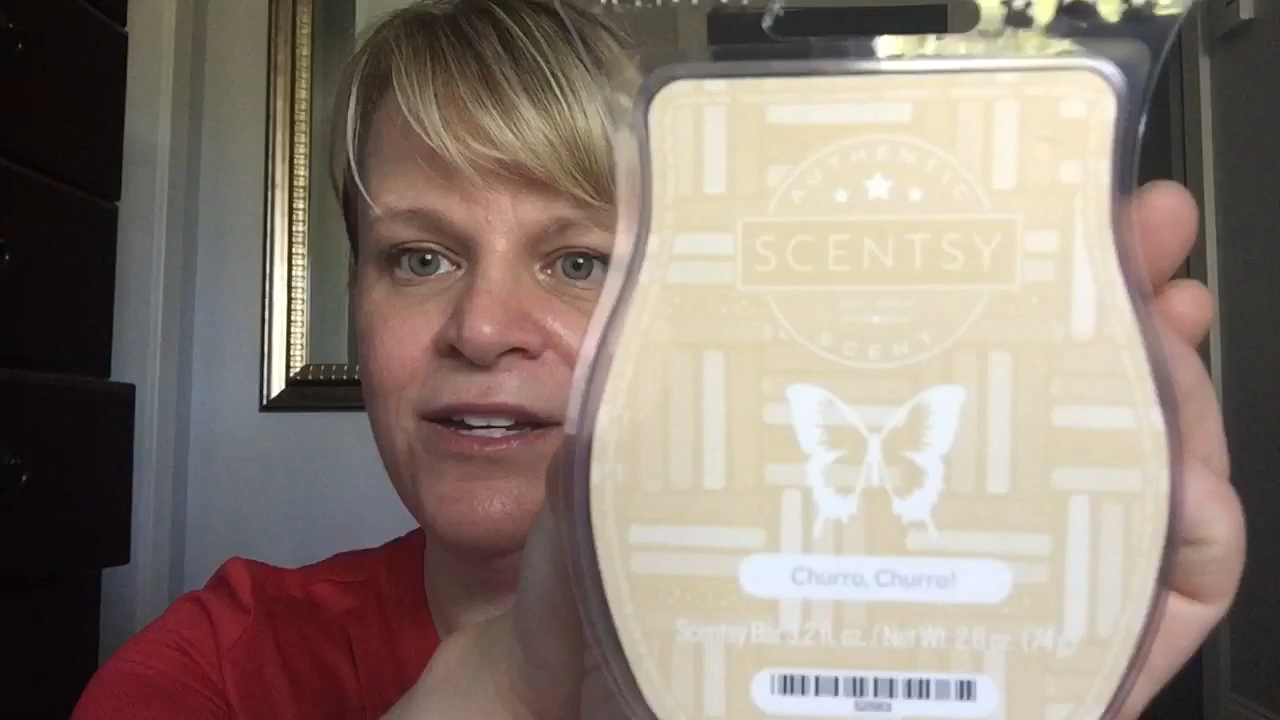 AUTHENTIC
SCENTSY
SCENT
Churro, Churro!
Scentsy Bar 3.2 fl. oz. / Net Wt 2.6 oz. (74 g)